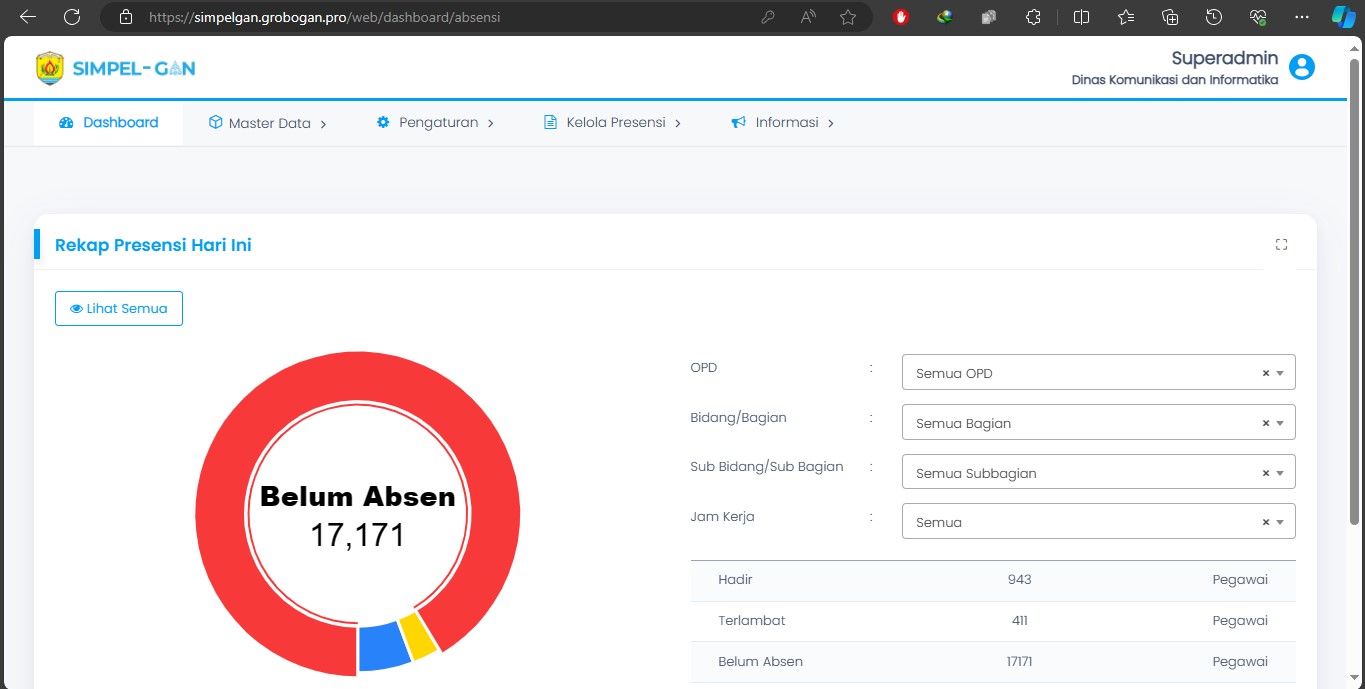 https://simpelgan.grobogan.pro/web/dashboard/absensi
SIMPEL-GAN
Superadmin
Dinas Komunikasi dan Informatika
Dashboard
Master Data
Pengaturan
Kelola Presensi
Informasi
Rekap Presensi Hari Ini
Lihat Semua
Belum Absen
17,171
OPD : Semua OPD ×
Bidang/Bagian : Semua Bagian ×
Sub Bidang/Sub Bagian : Semua Subbagian ×
Jam Kerja : Semua ×
Hadir 943 Pegawai
Terlambat 411 Pegawai
Belum Absen 17171 Pegawai